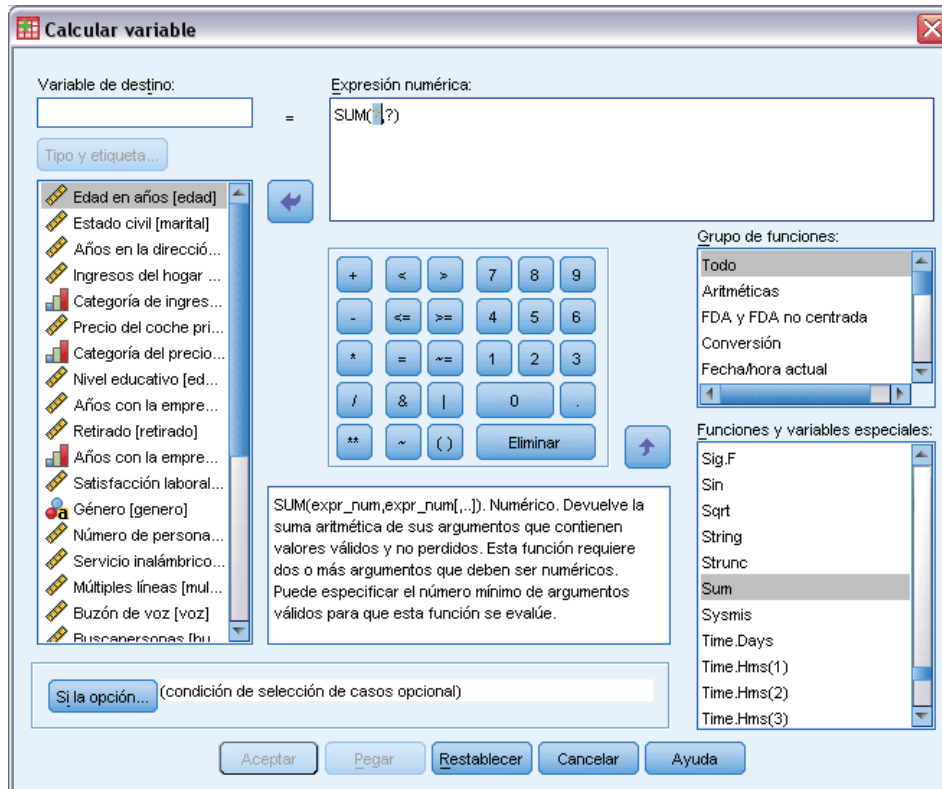 Calcular variable
Variable de destino:
Expresión numérica:
=
SUM(?,?)
Tipo y etiqueta...
Edad en años [edad]
Estado civil [marital]
Años en la direcció...
Ingresos del hogar ...
Categoría de ingres...
Precio del coche pri...
Categoría del precio...
Nivel educativo [ed...
Años con la empre...
Retirado [retirado]
Años con la empre...
Satisfacción laboral...
Género [genero]
Número de persona...
Servicio inalámbrico...
Múltiples líneas [mul...
Buzón de voz [voz]
Buscapersonas [bu...
+ < > 7 8 9
- <= >= 4 5 6
* = ~= 1 2 3
/ & | 0 .
** ~ ( ) Eliminar
SUM(expr_num,expr_num[,..]). Numérico. Devuelve la
suma aritmética de sus argumentos que contienen
valores válidos y no perdidos. Esta función requiere
dos o más argumentos que deben ser numéricos.
Puede especificar el número mínimo de argumentos
válidos para que esta función se evalúe.
Grupo de funciones:
Todo
Aritméticas
FDA y FDA no centrada
Conversión
Fecha/hora actual
Funciones y variables especiales:
Sig.F
Sin
Sqrt
String
Strunc
Sum
Sysmis
Time.Days
Time.Hms(1)
Time.Hms(2)
Time.Hms(3)
Si la opción... (condición de selección de casos opcional)
Aceptar Pegar Restablecer Cancelar Ayuda